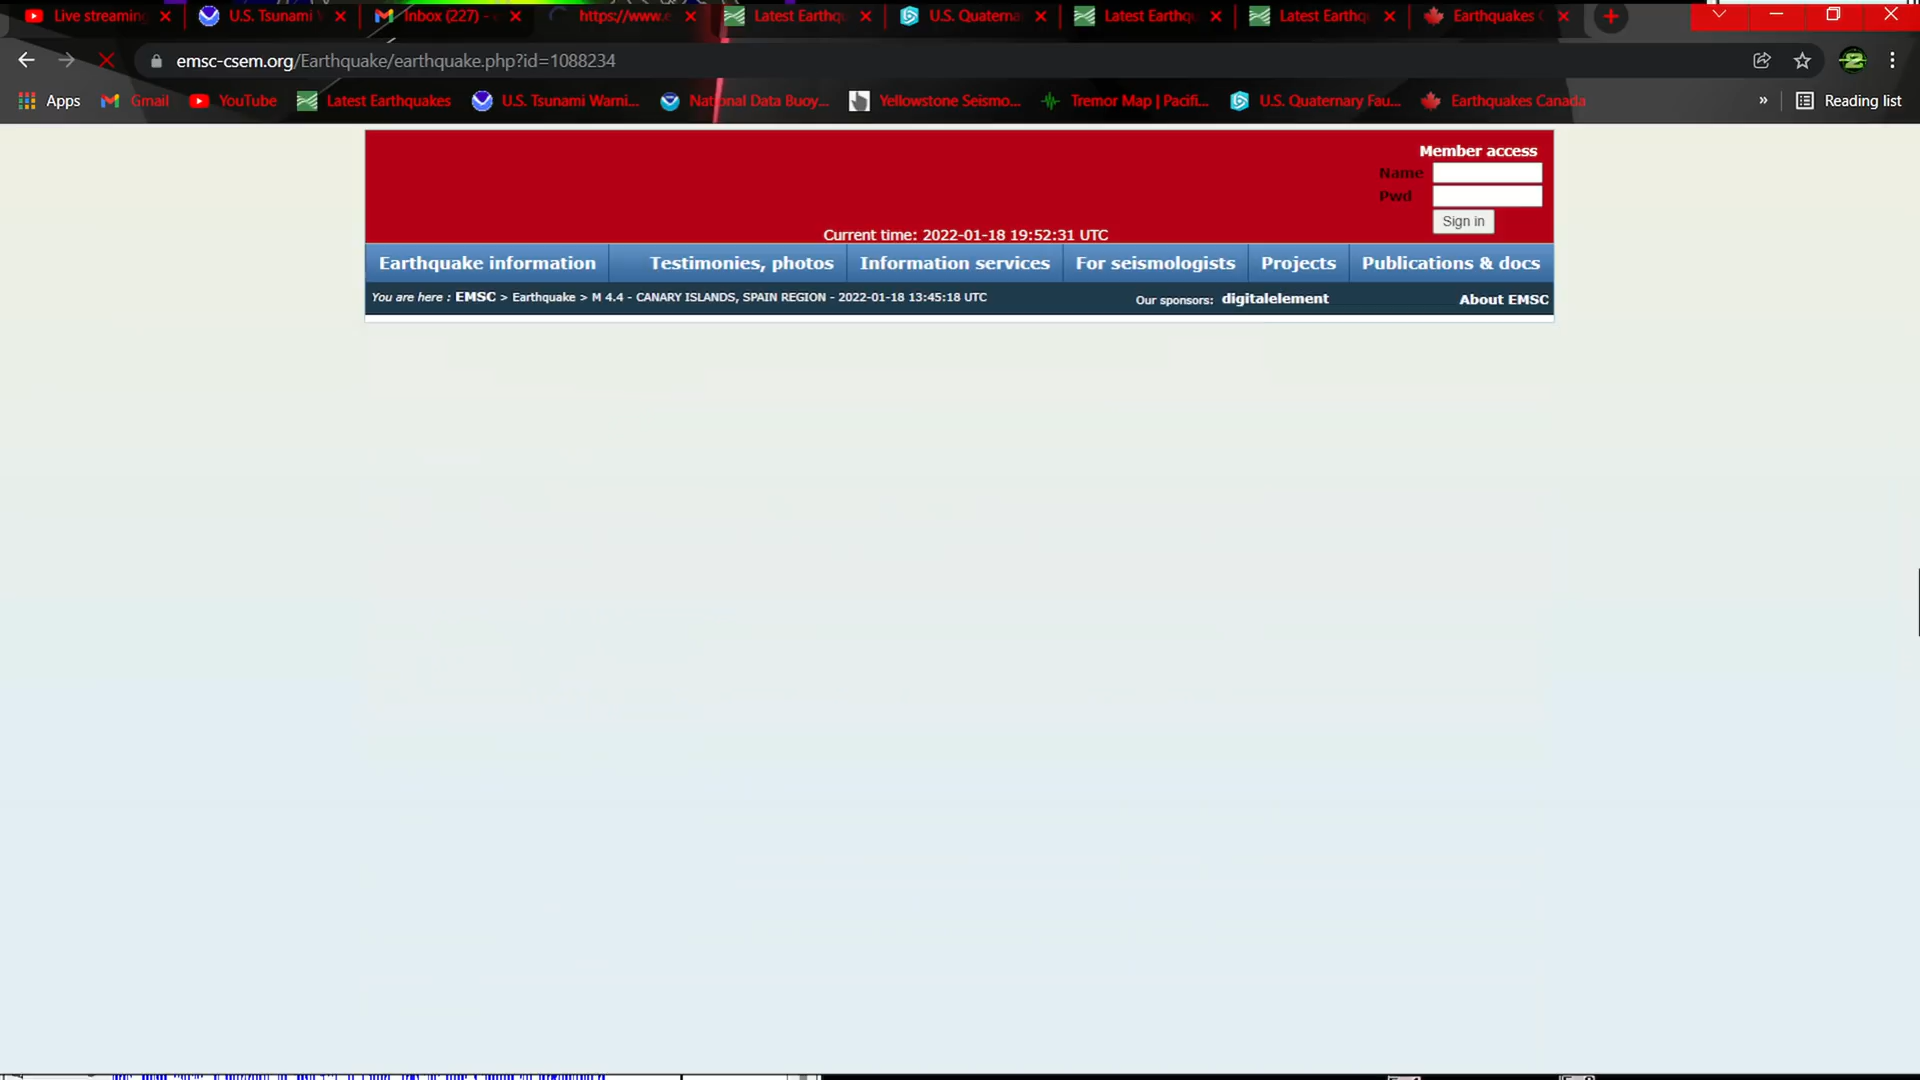 Live streaming
U.S. Tsunami
Inbox (227) -
https://www.e
Latest Earthqu
U.S. Quaterna
Latest Earthqu
Latest Earthqu
Earthquakes C
emsc-csem.org/Earthquake/earthquake.php?id=1088234
Apps
Gmail
YouTube
Latest Earthquakes
U.S. Tsunami Warni...
National Data Buoy...
Yellowstone Seismo...
Tremor Map | Pacifi...
U.S. Quaternary Fau...
Earthquakes Canada
»
Reading list
Member access
Name
Pwd
Sign in
Current time: 2022-01-18 19:52:31 UTC
Earthquake information
Testimonies, photos
Information services
For seismologists
Projects
Publications & docs
You are here : EMSC > Earthquake > M 4.4 - CANARY ISLANDS, SPAIN REGION - 2022-01-18 13:45:18 UTC
Our sponsors: digitalelement
About EMSC